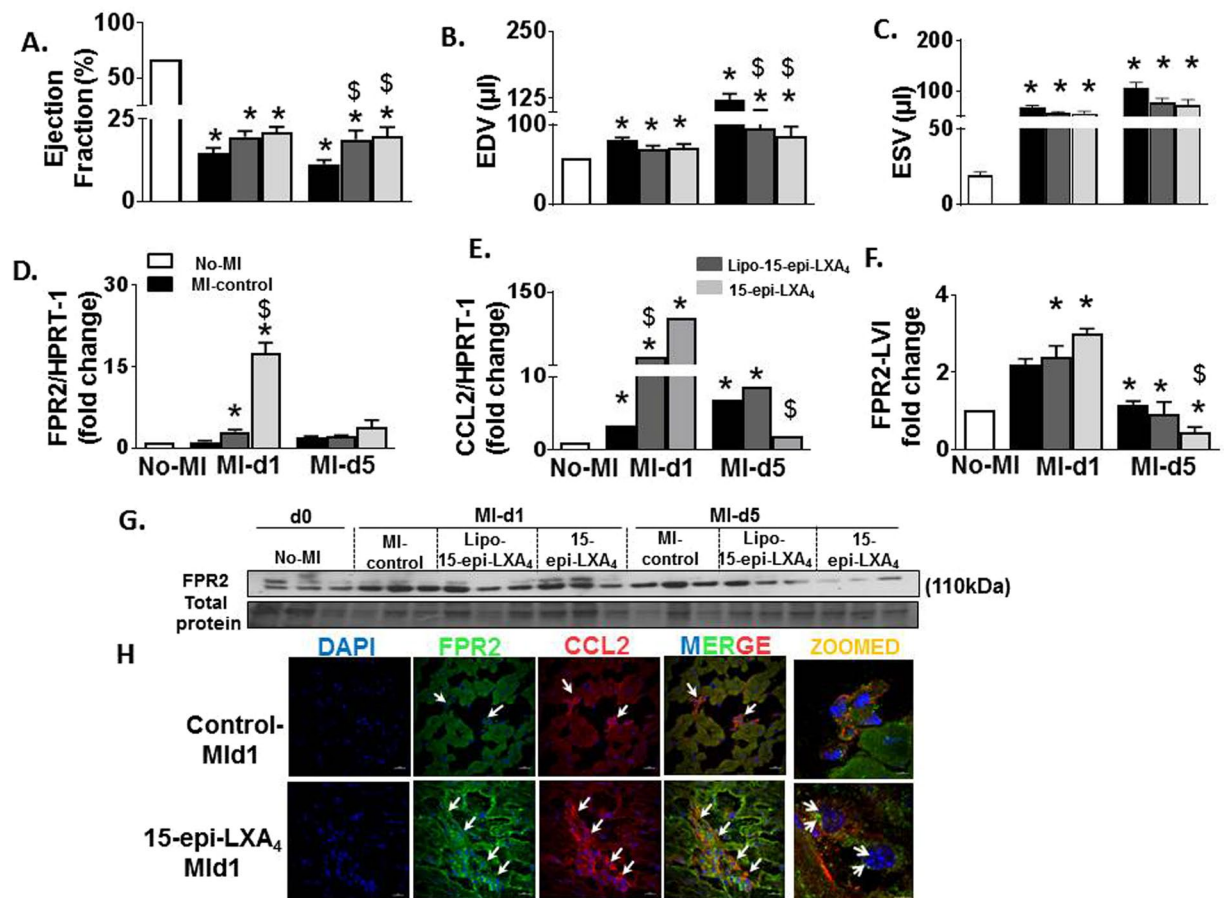 A.
Ejection
Fraction (%)
100
50
25
0
* * *
* * *
$ $
B.
EDV (µl)
250
125
100
0
* * *
* * *
$ $
C.
ESV (µl)
200
100
50
0
* * *
* * *
D.
FPR2/HPRT-1
(fold change)
30
15
0
No-MI
MI-control
* *
$
No-MI MI-d1 MI-d5
E.
CCL2/HPRT-1
(fold change)
150
10
0
Lipo-15-epi-LXA4
15-epi-LXA4
* * *
$
* *
$
No-MI MI-d1 MI-d5
F.
FPR2-LVI
fold change
4
2
0
* *
* * *
$
No-MI MI-d1 MI-d5
G.
d0 MI-d1 MI-d5
No-MI
MI-
control
Lipo-
15-epi-LXA4
15-
epi-LXA4
MI-
control
Lipo-
15-epi-LXA4
15-
epi-LXA4
FPR2
(110kDa)
Total
protein
H
DAPI FPR2 CCL2 MERGE ZOOMED
Control-
MId1
15-epi-LXA4
MId1